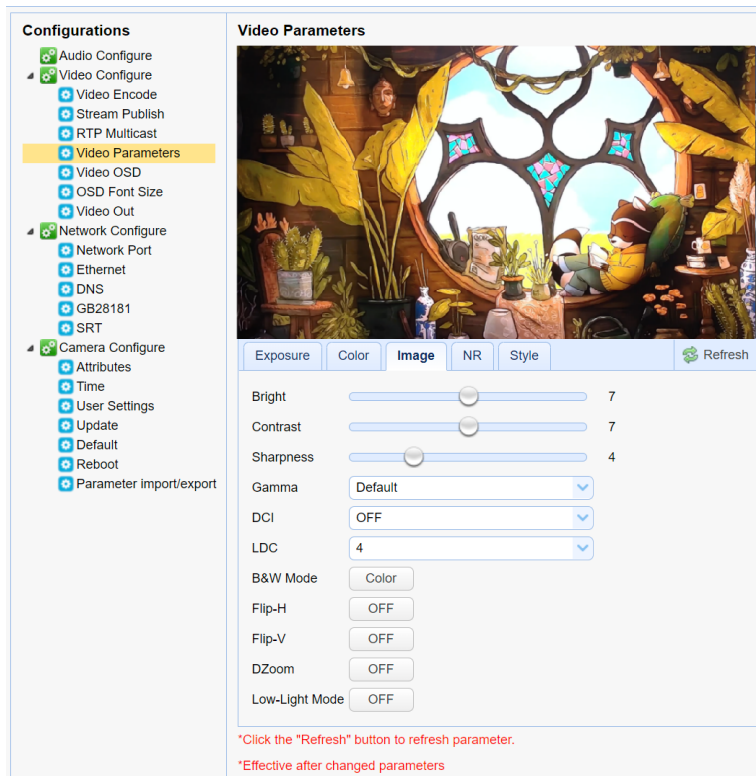 Configurations
Audio Configure
Video Configure
Video Encode
Stream Publish
RTP Multicast
Video Parameters
Video OSD
OSD Font Size
Video Out
Network Configure
Network Port
Ethernet
DNS
GB28181
SRT
Camera Configure
Attributes
Time
User Settings
Update
Default
Reboot
Parameter import/export
Video Parameters
Exposure Color Image NR Style Refresh
Bright 7
Contrast 7
Sharpness 4
Gamma Default
DCI OFF
LDC 4
B&W Mode Color
Flip-H OFF
Flip-V OFF
DZoom OFF
Low-Light Mode OFF
*Click the "Refresh" button to refresh parameter.
*Effective after changed parameters